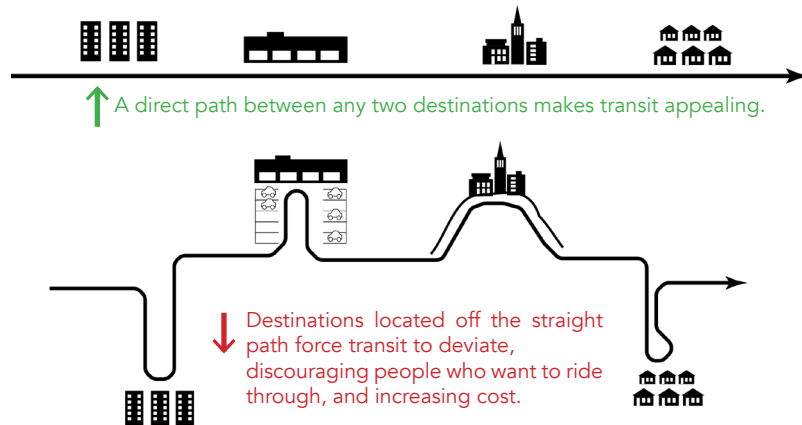 A direct path between any two destinations makes transit appealing.
Destinations located off the straight
path force transit to deviate,
discouraging people who want to ride
through, and increasing cost.